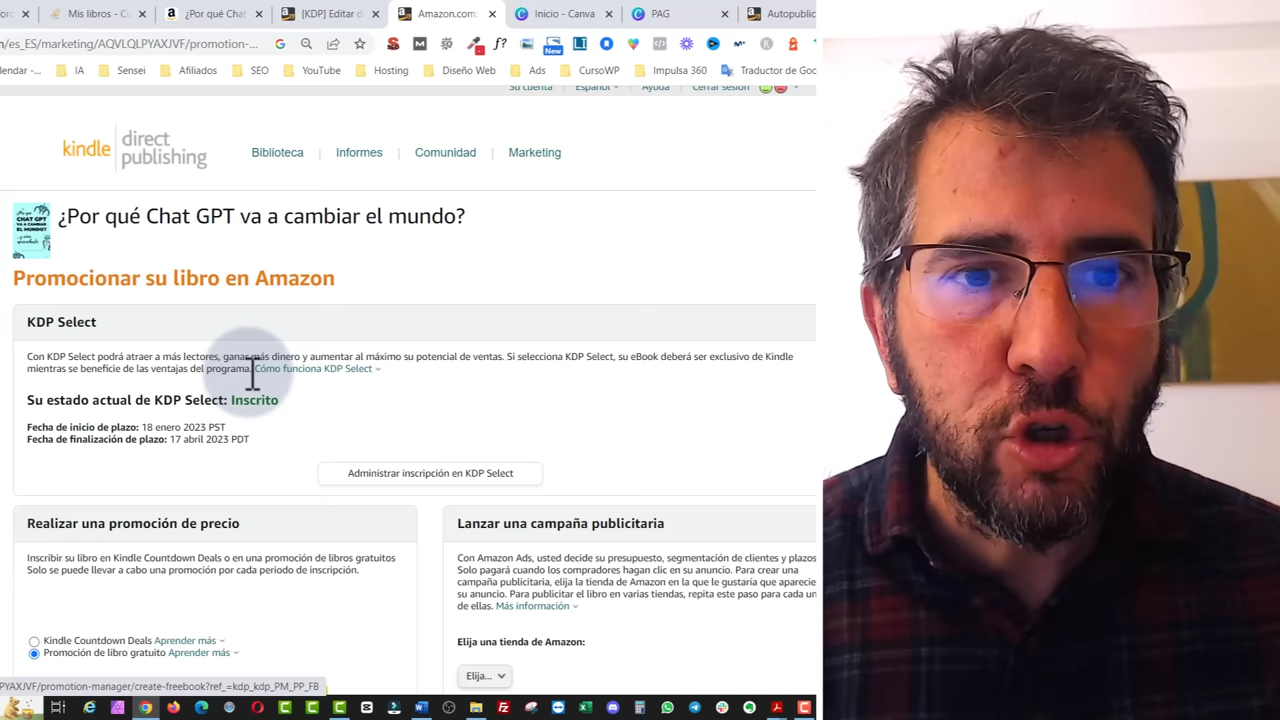 Mis libros - Cu
¿Por qué Chat
[KDP] Editar d
Amazon.com:
Inicio - Canva
PAG
Autopublic
n/es_ES/marketing/AQVLQLPYAXJVF/promotion-...
New
lendar -...
IA
Sensei
Afiliados
SEO
YouTube
Hosting
Diseño Web
Ads
CursoWP
Impulsa 360
Traductor de Goo
Su cuenta
Español
Ayuda
Cerrar sesión
kindle direct publishing
Biblioteca
Informes
Comunidad
Marketing
CHAT GPT
VA A CAMBIAR
EL MUNDO?
¿Por qué Chat GPT va a cambiar el mundo?
Promocionar su libro en Amazon
KDP Select
Con KDP Select podrá atraer a más lectores, ganar más dinero y aumentar al máximo su potencial de ventas. Si selecciona KDP Select, su eBook deberá ser exclusivo de Kindle
mientras se beneficie de las ventajas del programa. Cómo funciona KDP Select
Su estado actual de KDP Select: Inscrito
Fecha de inicio de plazo: 18 enero 2023 PST
Fecha de finalización de plazo: 17 abril 2023 PDT
Administrar inscripción en KDP Select
Realizar una promoción de precio
Inscribir su libro en Kindle Countdown Deals o en una promoción de libros gratuitos
Solo se puede llevar a cabo una promoción por cada periodo de inscripción.
Kindle Countdown Deals Aprender más
Promoción de libro gratuito Aprender más
Lanzar una campaña publicitaria
Con Amazon Ads, usted decide su presupuesto, segmentación de clientes y plazos
Solo pagará cuando los compradores hagan clic en su anuncio. Para crear una
campaña publicitaria, elija la tienda de Amazon en la que le gustaría que aparecie
su anuncio. Para publicitar el libro en varias tiendas, repita este paso para cada un
de ellas. Más información
Elija una tienda de Amazon:
Elija...
PYAXJVF/promotion-manager/create-freebook?ref_=kdp_kdp_PM_PP_FB